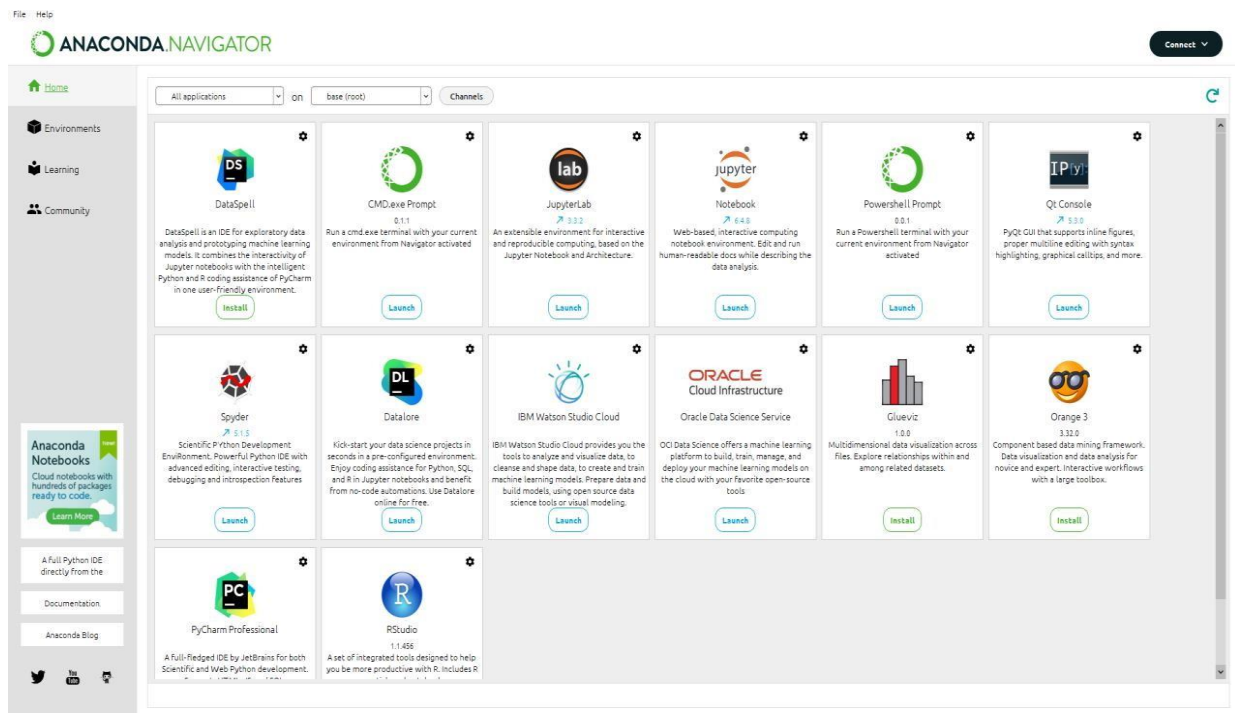 File Help
ANACONDA.NAVIGATOR
Connect
Home
Environments
Learning
Community
All applications
on
base (root)
Channels
DS
DataSpell
DataSpell is an IDE for exploratory data
analysis and prototyping machine learning
models. It combines the interactivity of
Jupyter notebooks with the intelligent
Python and R coding assistance of PyCharm
in one user-friendly environment.
Install
CMD.exe Prompt
0.1.1
Run a cmd.exe terminal with your current
environment from Navigator activated
Launch
lab
JupyterLab
3.3.2
An extensible environment for interactive
and reproducible computing, based on the
Jupyter Notebook and Architecture.
Launch
jupyter
Notebook
6.4.8
Web-based, interactive computing
notebook environment. Edit and run
human-readable docs while describing the
data analysis.
Launch
Powershell Prompt
0.0.1
Run a Powershell terminal with your
current environment from Navigator
activated
Launch
IP[y]:
Qt Console
5.3.0
PyQt GUI that supports inline figures,
proper multiline editing with syntax
highlighting, graphical calltips, and more.
Launch
Spyder
5.1.5
Scientific PYthon Development
EnviRonment. Powerful Python IDE with
advanced editing, interactive testing,
debugging and introspection features
Launch
DL
Datalore
Kick-start your data science projects in
seconds in a pre-configured environment.
Enjoy coding assistance for Python, SQL,
and R in Jupyter notebooks and benefit
from no-code automations. Use Datalore
online for free.
Launch
IBM Watson Studio Cloud
IBM Watson Studio Cloud provides you the
tools to analyze and visualize data, to
cleanse and shape data, to create and train
machine learning models. Prepare data and
build models, using open source data
science tools or visual modeling.
Launch
ORACLE
Cloud Infrastructure
Oracle Data Science Service
OCI Data Science offers a machine learning
platform to build, train, manage, and
deploy your machine learning models on
the cloud with your favorite open-source
tools
Launch
Glueviz
1.0.0
Multidimensional data visualization across
files. Explore relationships within and
among related datasets.
Install
Orange 3
3.32.0
Component based data mining framework.
Data visualization and data analysis for
novice and expert. Interactive workflows
with a large toolbox.
Install
PC
PyCharm Professional
A full-fledged IDE by JetBrains for both
Scientific and Web Python development.
R
RStudio
1.1.456
A set of integrated tools designed to help
you be more productive with R. Includes R
Anaconda
Notebooks
Cloud notebooks with
hundreds of packages
ready to code.
Learn More
A Full Python IDE
directly from the
Documentation
Anaconda Blog
You
Tube